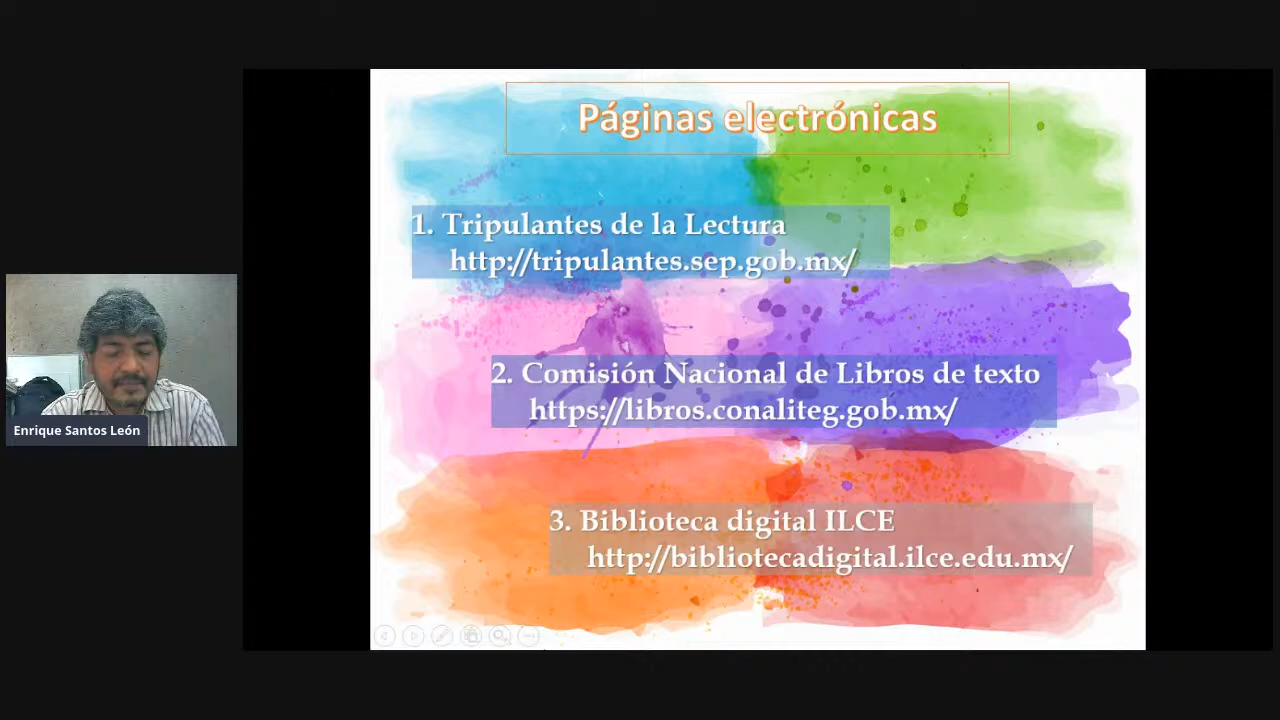 Páginas electrónicas
1. Tripulantes de la Lectura
http://tripulantes.sep.gob.mx/
2. Comisión Nacional de Libros de texto
https://libros.conaliteg.gob.mx/
3. Biblioteca digital ILCE
http://bibliotecadigital.ilce.edu.mx/
Enrique Santos León